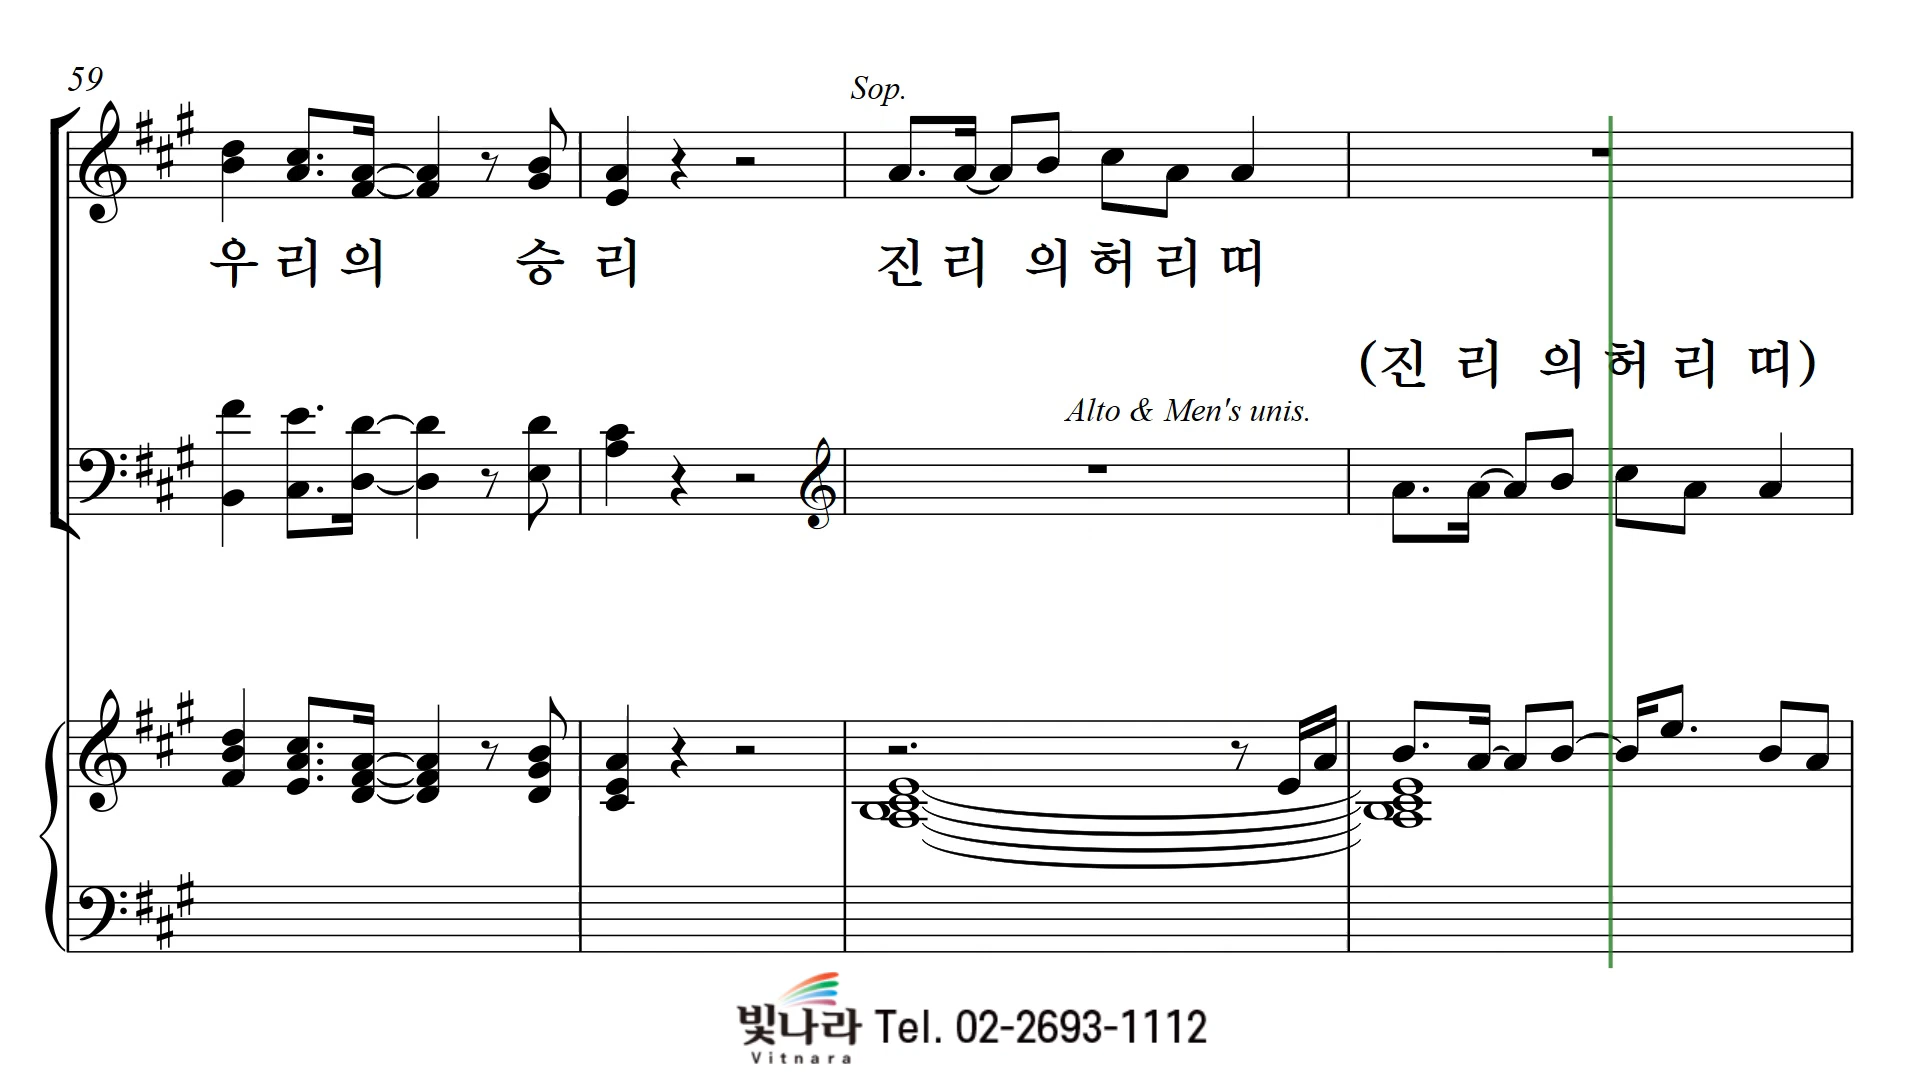 59
Sop.
우리의 승리 진리의허리띠
(진리의허리띠)
Alto & Men's unis.
빛나라 Tel. 02-2693-1112
Vitnara